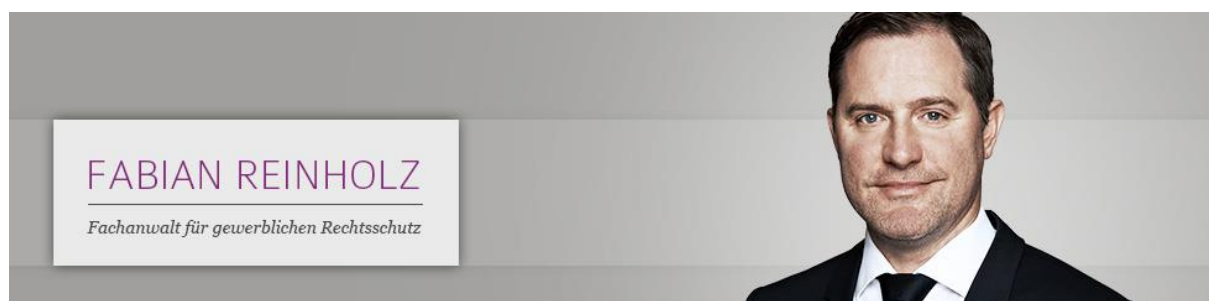 FABIAN REINHOLZ
Fachanwalt für gewerblichen Rechtsschutz